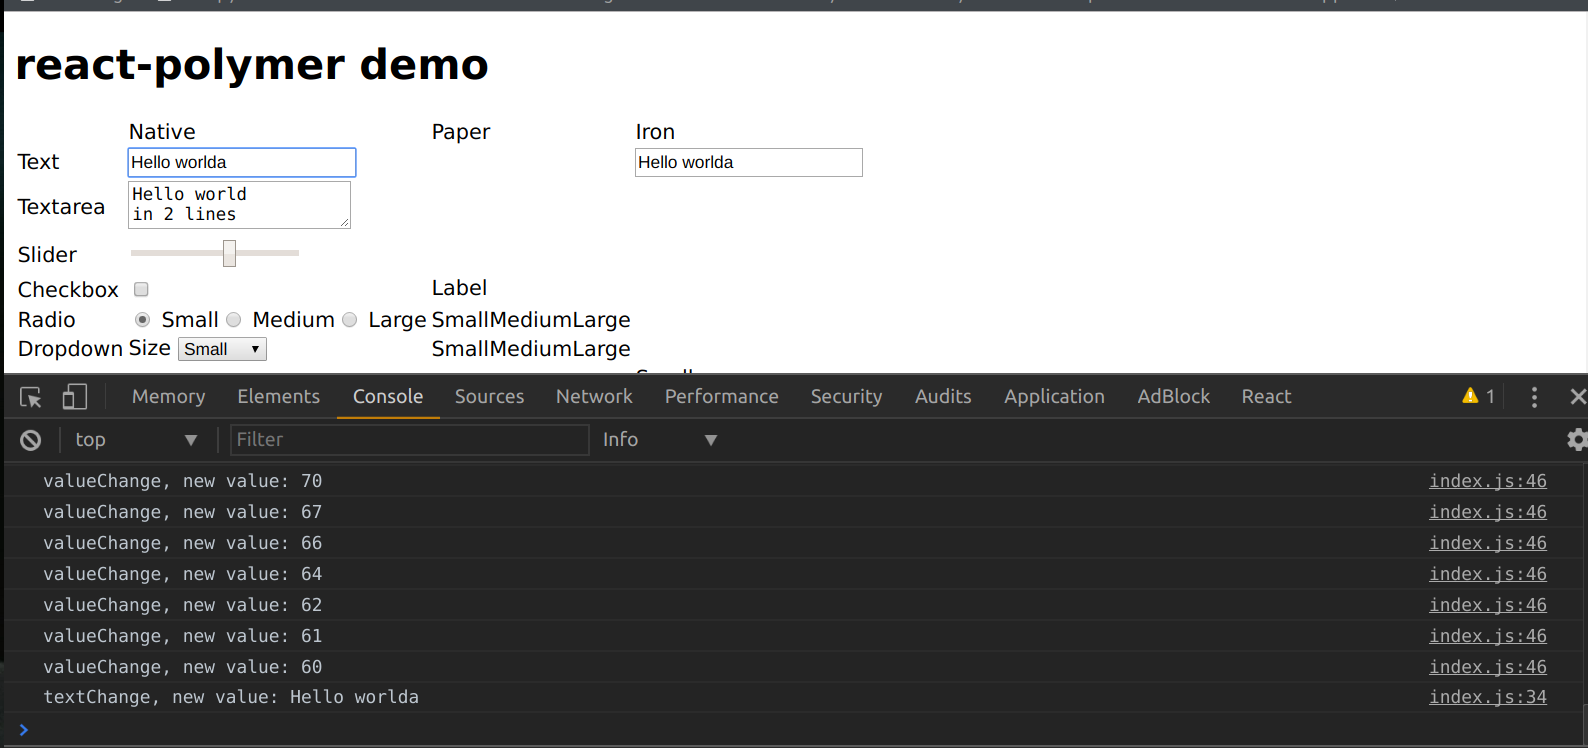 react-polymer demo
Native Paper Iron
Text Hello worlda Hello worlda
Textarea Hello world
in 2 lines
Slider
Checkbox Label
Radio Small Medium Large SmallMediumLarge
Dropdown Size Small SmallMediumLarge
Memory Elements Console Sources Network Performance Security Audits Application AdBlock React 1
top Filter Info
valueChange, new value: 70 index.js:46
valueChange, new value: 67 index.js:46
valueChange, new value: 66 index.js:46
valueChange, new value: 64 index.js:46
valueChange, new value: 62 index.js:46
valueChange, new value: 61 index.js:46
valueChange, new value: 60 index.js:46
textChange, new value: Hello worlda index.js:34